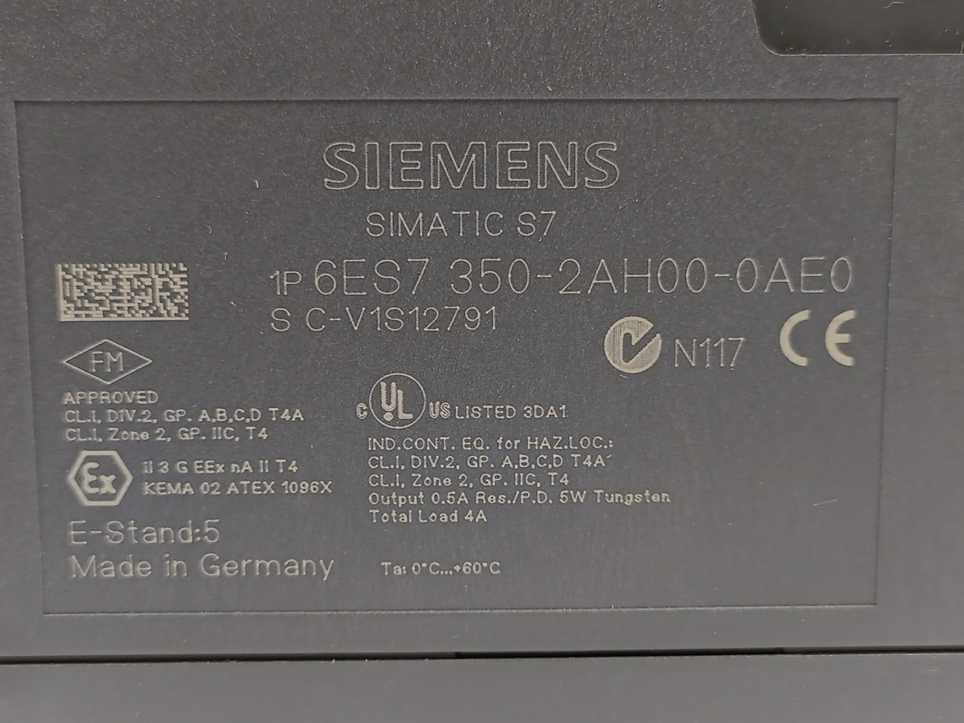 SIEMENS
SIMATIC S7
1P 6ES7 350-2AH00-0AE0
S C-V1S12791
N117 CE
FM
APPROVED
CL.I, DIV.2, GP. A,B,C,D T4A
CL.I, Zone 2, GP. IIC, T4
Ex II 3 G EEx nA II T4
KEMA 02 ATEX 1096X
E-Stand:5
Made in Germany
C UL US LISTED 3DA1
IND.CONT. EQ. for HAZ.LOC.:
CL.I, DIV.2, GP. A,B,C,D T4A
CL.I, Zone 2, GP. IIC, T4
Output 0.5A Res./P.D. 5W Tungsten
Total Load 4A
Ta: 0°C...+60°C